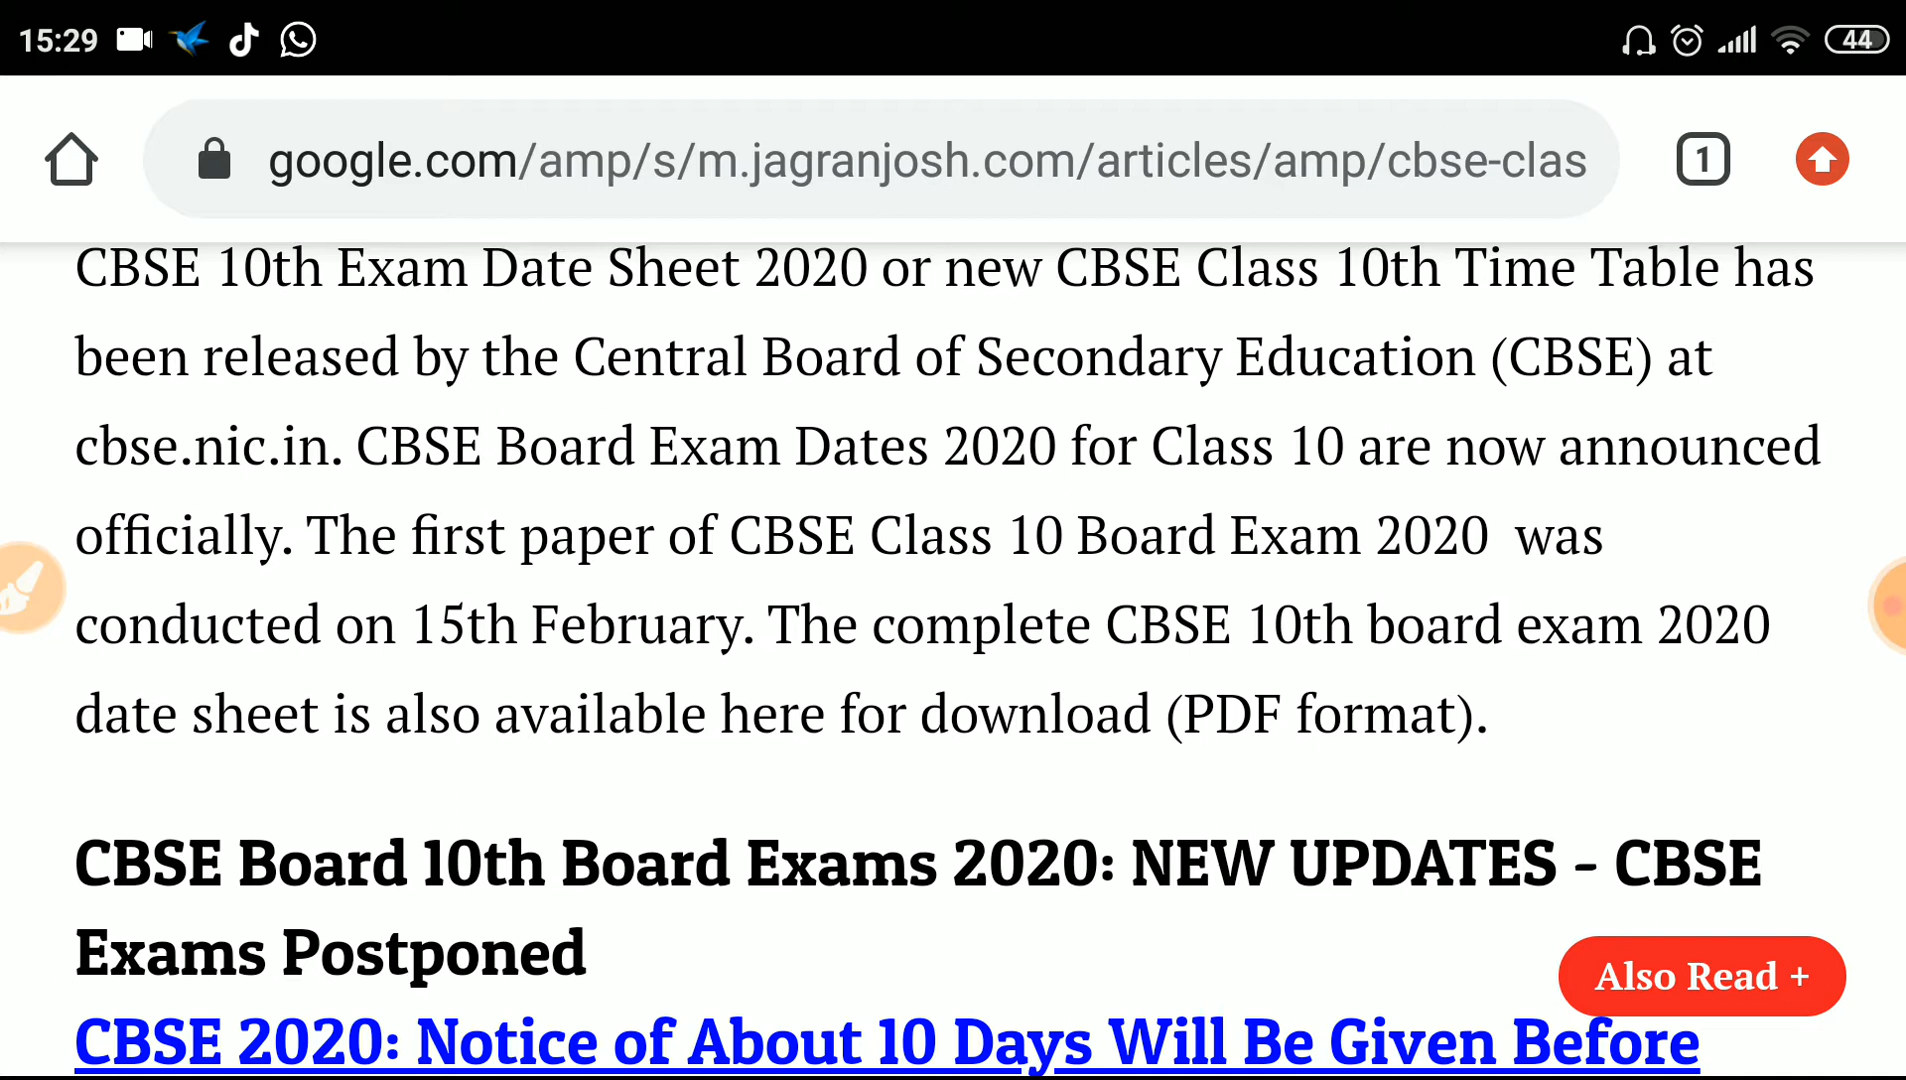 15:29
44
google.com/amp/s/m.jagranjosh.com/articles/amp/cbse-clas
1
CBSE 10th Exam Date Sheet 2020 or new CBSE Class 10th Time Table has
been released by the Central Board of Secondary Education (CBSE) at
cbse.nic.in. CBSE Board Exam Dates 2020 for Class 10 are now announced
officially. The first paper of CBSE Class 10 Board Exam 2020 was
conducted on 15th February. The complete CBSE 10th board exam 2020
date sheet is also available here for download (PDF format).
CBSE Board 10th Board Exams 2020: NEW UPDATES - CBSE
Exams Postponed
Also Read +
CBSE 2020: Notice of About 10 Days Will Be Given Before